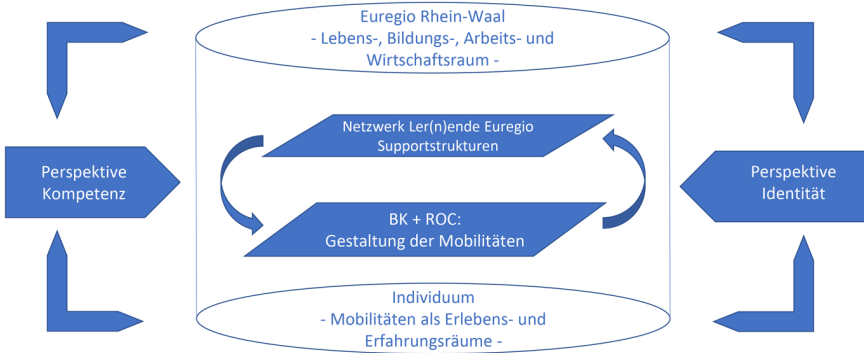 Euregio Rhein-Waal
- Lebens-, Bildungs-, Arbeits- und
Wirtschaftsraum -
Netzwerk Ler(n)ende Euregio
Supportstrukturen
Perspektive
Kompetenz
Perspektive
Identität
BK + ROC:
Gestaltung der Mobilitäten
Individuum
- Mobilitäten als Erlebens- und
Erfahrungsräume -